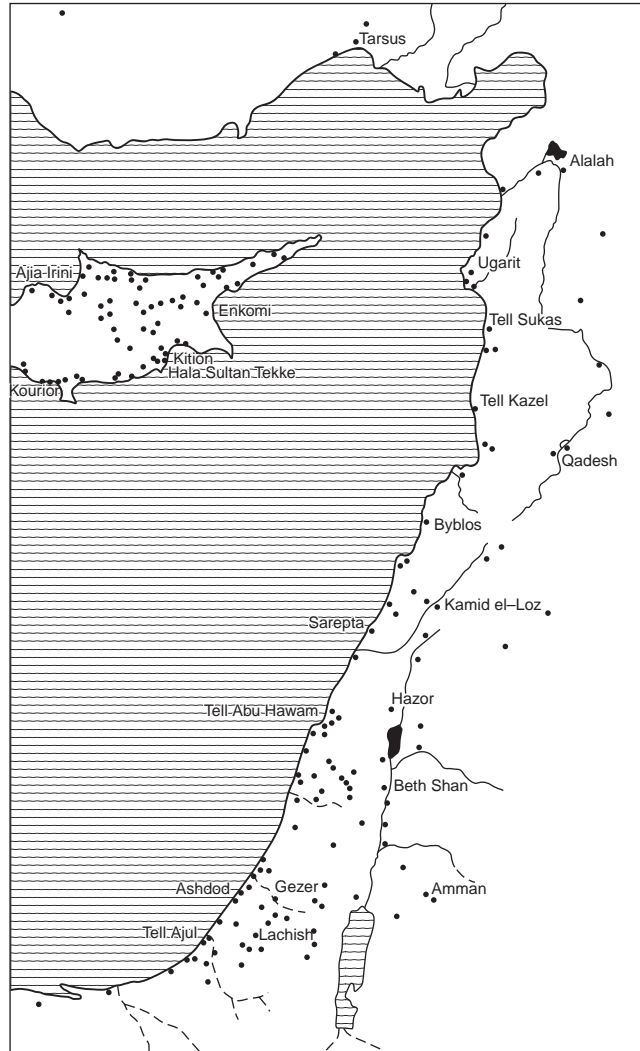 Tarsus
Alalah
Ajia Irini
Ugarit
Enkomi
Tell Sukas
Kition
Hala Sultan Tekke
Kourion
Tell Kazel
Qadesh
Byblos
Kamid el–Loz
Sarepta
Hazor
Tell Abu Hawam
Beth Shan
Ashdod
Gezer
Amman
Tell Ajul
Lachish